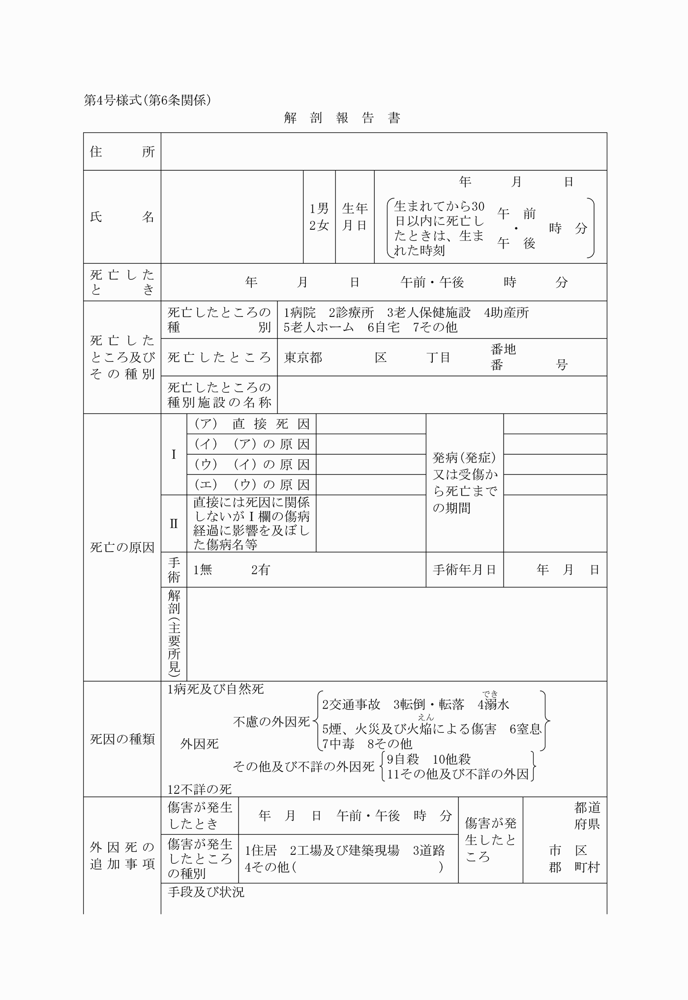 第4号様式(第6条関係)
解剖報告書
住所
氏名
1男
2女
生年
月日
年　月　日
生まれてから30
日以内に死亡し
たときは、生ま
れた時刻
午前
・
午後
時　分
死亡した
とき
年　月　日　午前・午後　時　分
死亡した
ところ及び
その種別
死亡したところの
種別
1病院　2診療所　3老人保健施設　4助産所
5老人ホーム　6自宅　7その他
死亡したところ
東京都　区　丁目
番地
番　号
死亡したところの
種別施設の名称
死亡の原因
Ⅰ
(ア)　直接死因
(イ)　(ア)の原因
(ウ)　(イ)の原因
(エ)　(ウ)の原因
発病(発症)
又は受傷か
ら死亡まで
の期間
Ⅱ
直接には死因に関係
しないがⅠ欄の傷病
経過に影響を及ぼし
た傷病名等
手術
1無　2有
手術年月日
年　月　日
解剖(主要所見)
死因の種類
1病死及び自然死
外因死
不慮の外因死
でき
2交通事故　3転倒・転落　4溺水
えん
5煙、火災及び火焔による傷害　6窒息
7中毒　8その他
その他及び不詳の外因死
9自殺　10他殺
11その他及び不詳の外因
12不詳の死
外因死の
追加事項
傷害が発生
したとき
年　月　日　午前・午後　時　分
傷害が発生
したところ
の種別
1住居　2工場及び建築現場　3道路
4その他(　)
傷害が発
生したと
ころ
都道
府県
市　区
郡　町村
手段及び状況